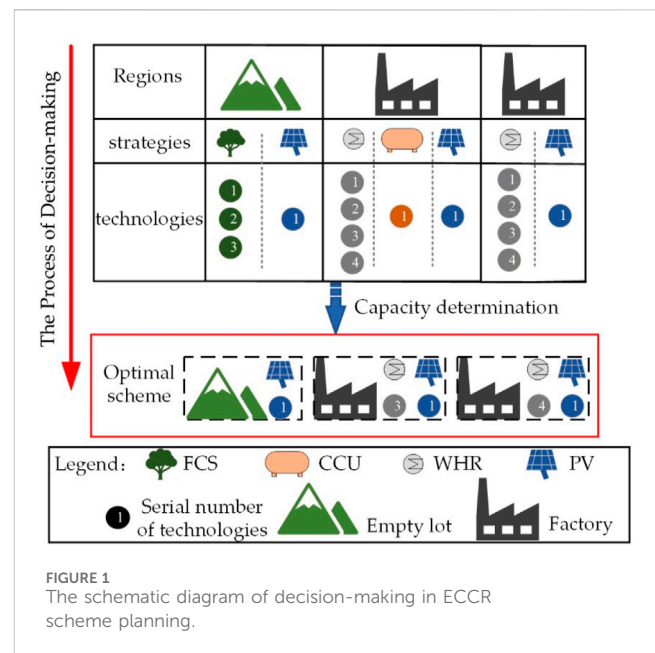 The Process of Decision-making
Regions
strategies
technologies
1 1 1 1
2 1 2 1 1 2 1
3 3 3
4 4
Capacity determination
Optimal
scheme
1 3 1 4 1
Legend: FCS CCU WHR PV
1 Serial number
of technologies Empty lot Factory
FIGURE 1
The schematic diagram of decision-making in ECCR
scheme planning.